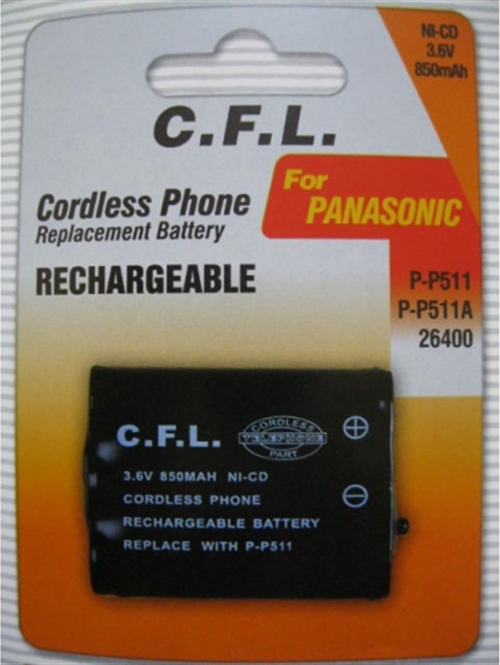 NI-CD
3.6V
850mAh
C.F.L.
For
PANASONIC
Cordless Phone
Replacement Battery
RECHARGEABLE
P-P511
P-P511A
26400
C.F.L.
CORDLESS
TELEPHONE
PART
3.6V 850MAH NI-CD
CORDLESS PHONE
RECHARGEABLE BATTERY
REPLACE WITH P-P511